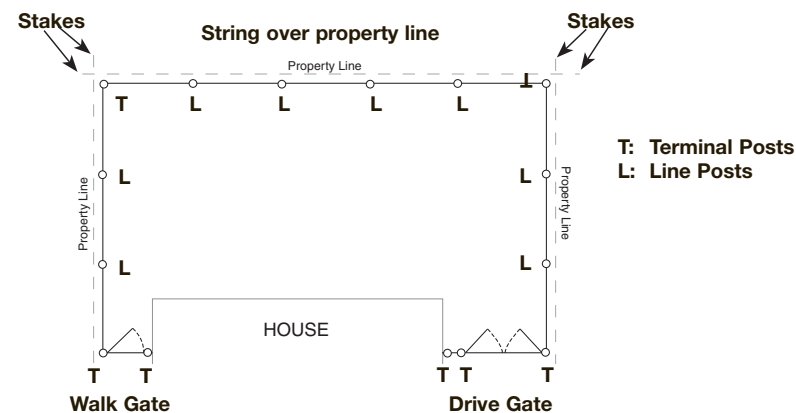 Stakes
String over property line
Stakes
Property Line
T
L
L
L
L
T
T: Terminal Posts
L: Line Posts
L
L
Property Line
Property Line
L
L
HOUSE
T
T
T
T
T
Walk Gate
Drive Gate